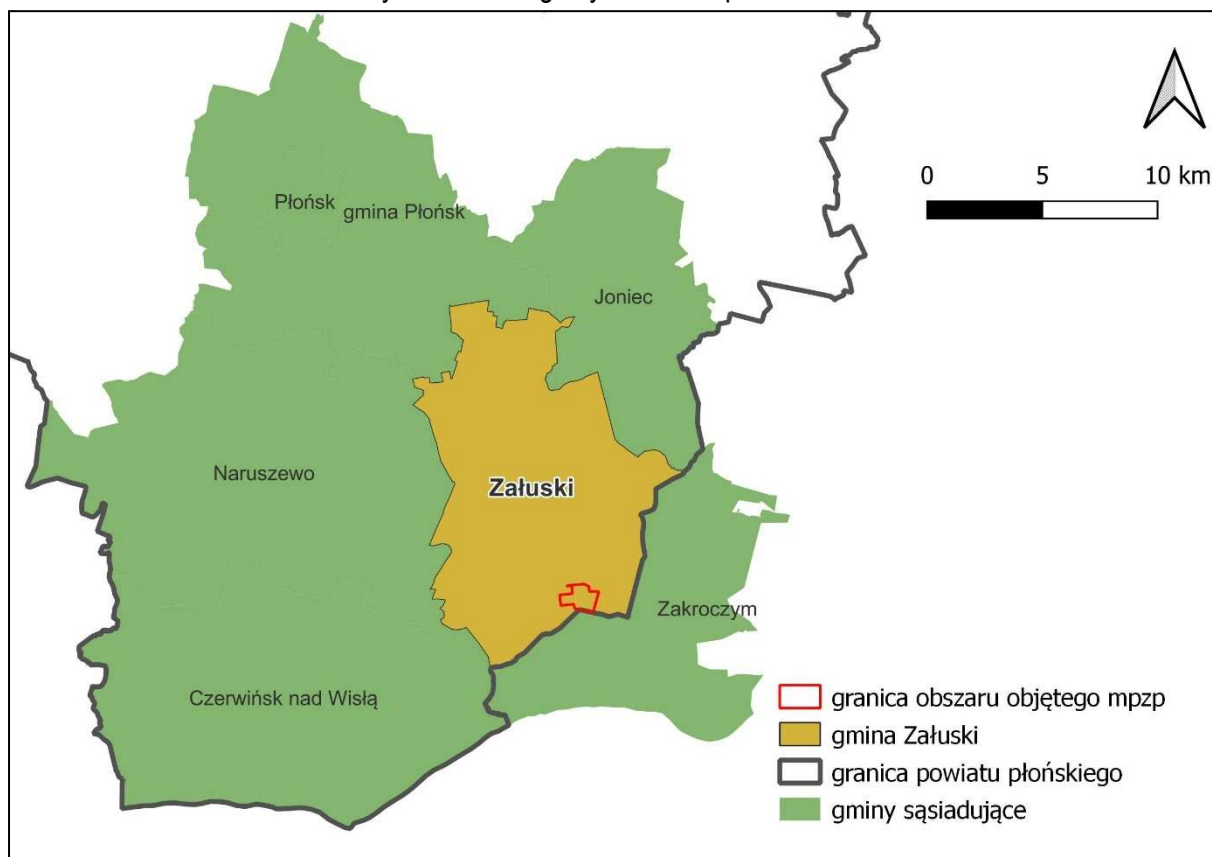 0 5 10 km
Płońsk
gmina Płońsk
Joniec
Naruszewo
Załuski
Zakroczym
Czerwińsk nad Wisłą
granica obszaru objętego mpzp
gmina Załuski
granica powiatu płońskiego
gminy sąsiadujące